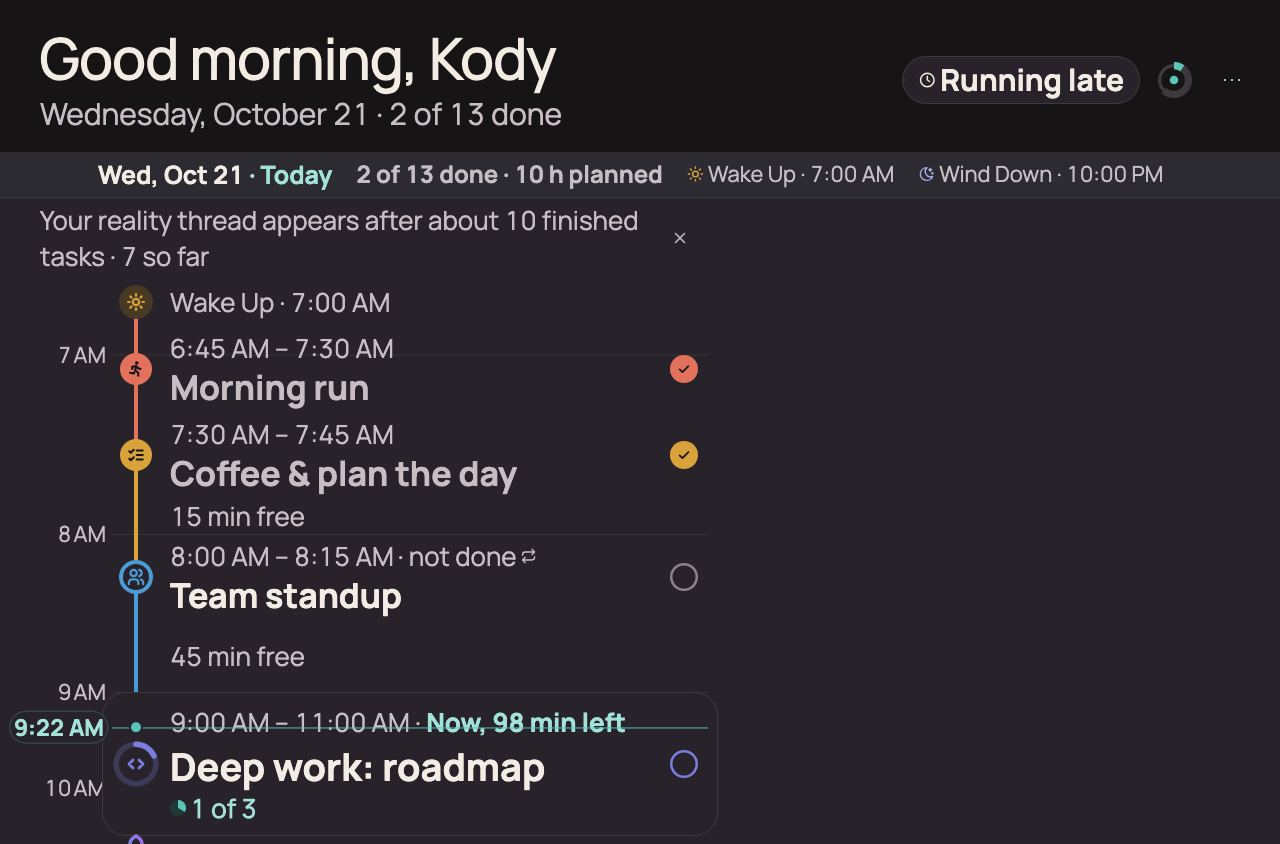 Good morning, Kody
Wednesday, October 21 · 2 of 13 done
Running late
Wed, Oct 21 · Today 2 of 13 done · 10 h planned Wake Up · 7:00 AM Wind Down · 10:00 PM
Your reality thread appears after about 10 finished
tasks · 7 so far
Wake Up · 7:00 AM
7 AM
6:45 AM – 7:30 AM
Morning run
7:30 AM – 7:45 AM
Coffee & plan the day
15 min free
8 AM
8:00 AM – 8:15 AM · not done
Team standup
45 min free
9 AM
9:22 AM
9:00 AM – 11:00 AM · Now, 98 min left
Deep work: roadmap
10 AM
1 of 3